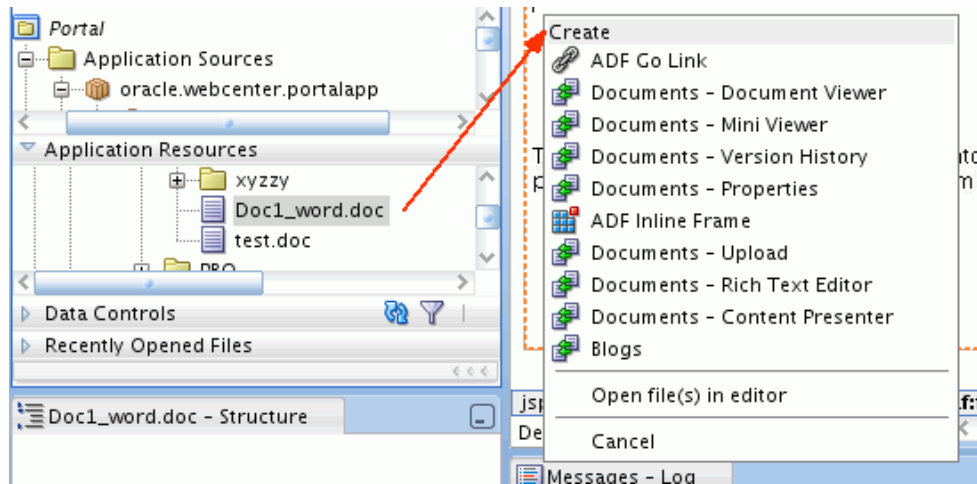 Portal
Application Sources
oracle.webcenter.portalapp
Application Resources
xyzzy
Doc1_word.doc
test.doc
Data Controls
Recently Opened Files
Doc1_word.doc - Structure
Create
ADF Go Link
Documents - Document Viewer
Documents - Mini Viewer
Documents - Version History
Documents - Properties
ADF Inline Frame
Documents - Upload
Documents - Rich Text Editor
Documents - Content Presenter
Blogs
Open file(s) in editor
Cancel
Messages - Log